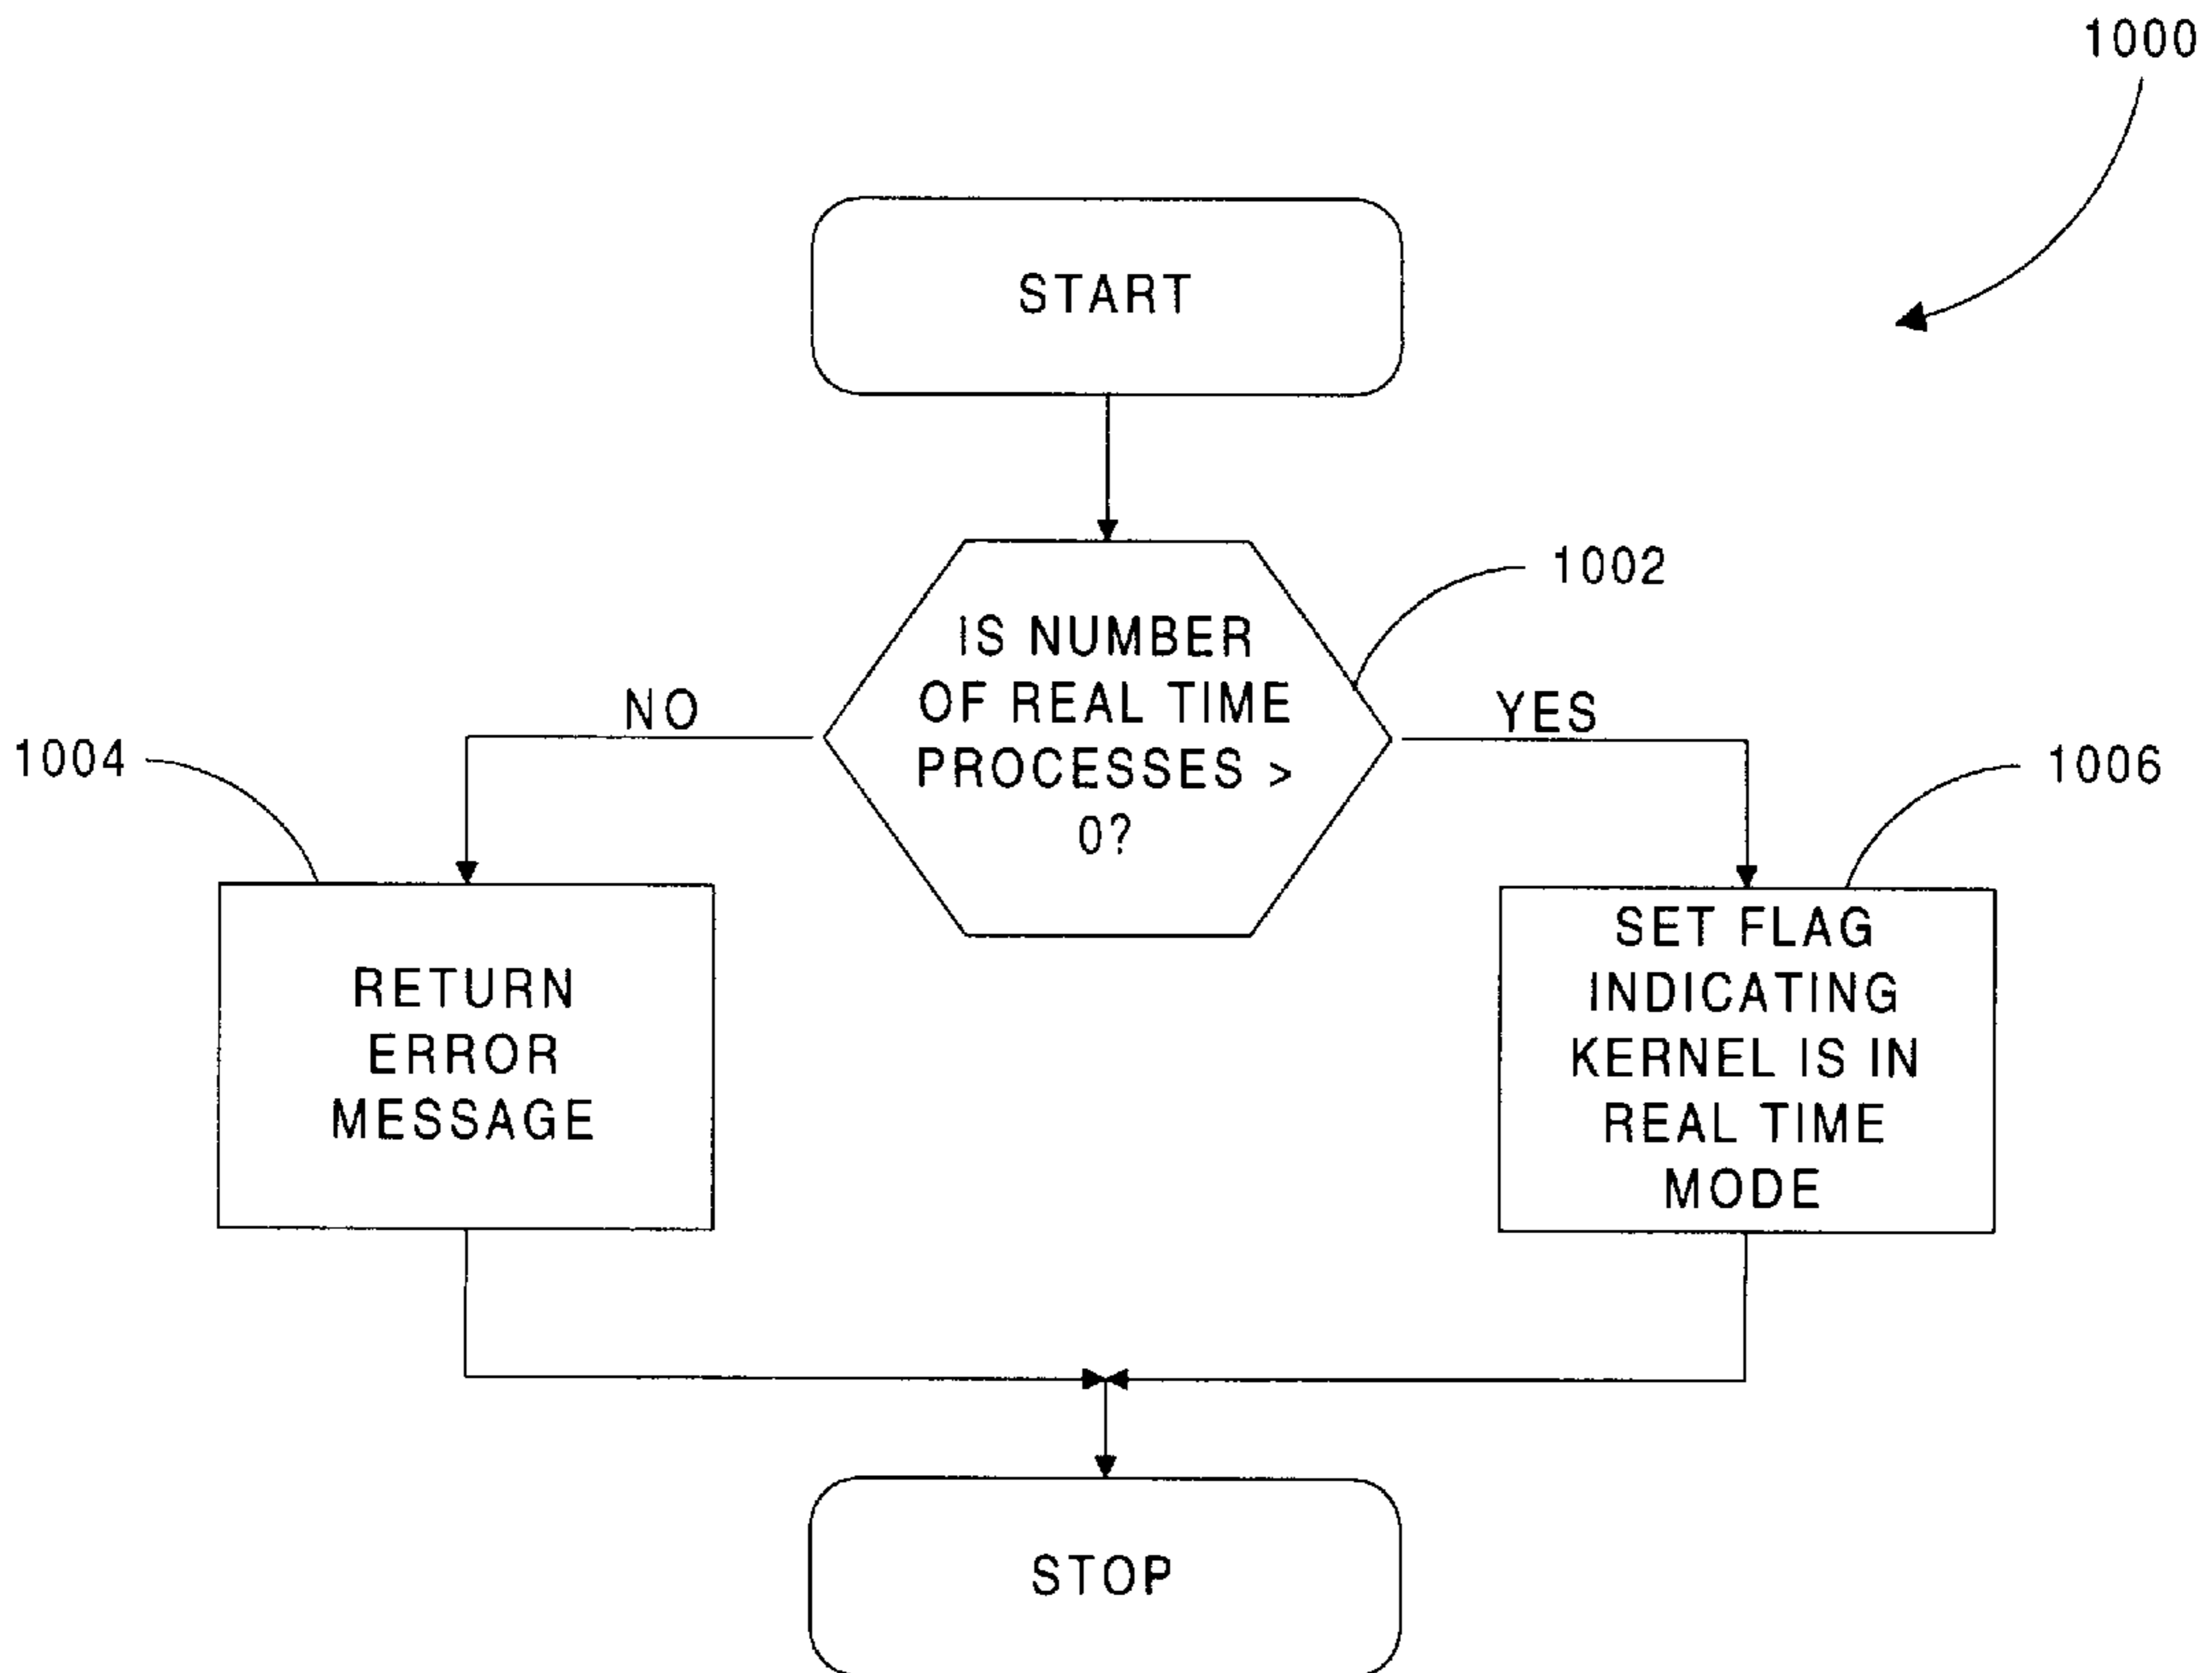 1000
START
1002
IS NUMBER
OF REAL TIME
PROCESSES >
0?
NO
YES
1004
1006
RETURN
ERROR
MESSAGE
SET FLAG
INDICATING
KERNEL IS IN
REAL TIME
MODE
STOP